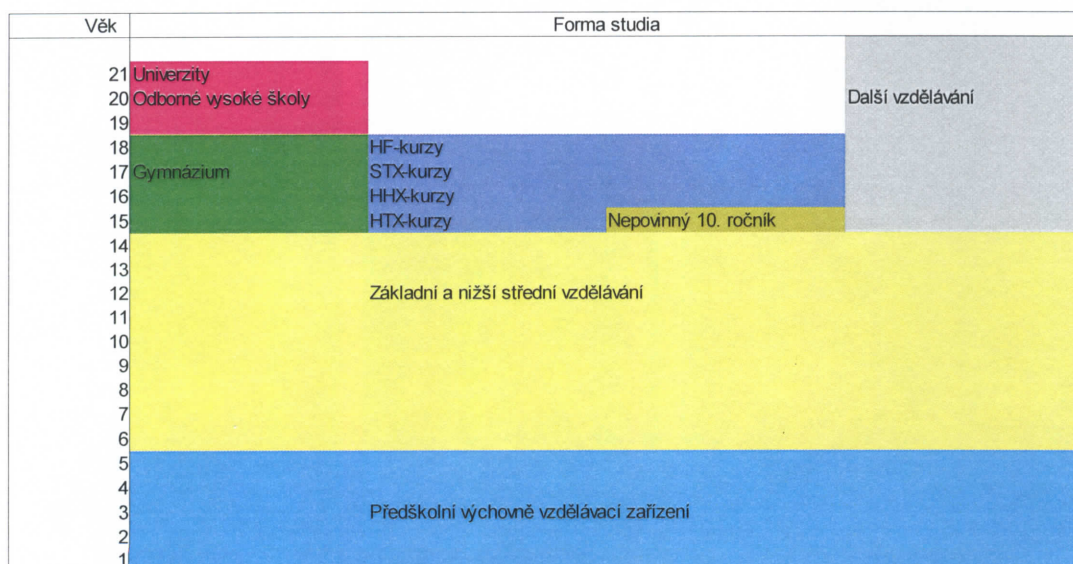 Věk Forma studia
21 Univerzity
20 Odborné vysoké školy Další vzdělávání
19
18 HF-kurzy
17 Gymnázium STX-kurzy
16 HHX-kurzy
15 HTX-kurzy Nepovinný 10. ročník
14
13
12 Základní a nižší střední vzdělávání
11
10
9
8
7
6
5
4
3 Předškolní výchovně vzdělávací zařízení
2
1